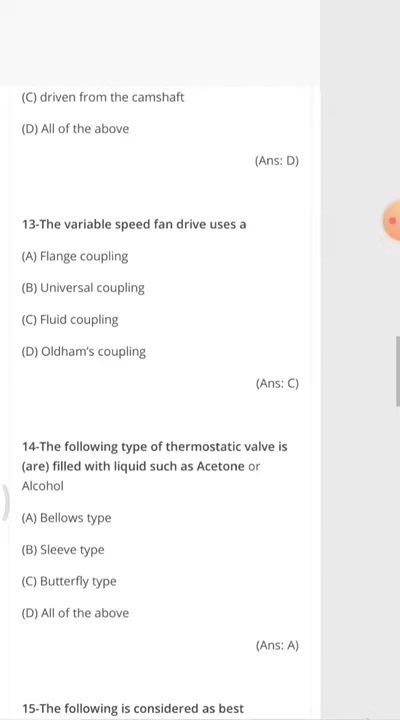 (C) driven from the camshaft
(D) All of the above
(Ans: D)
13-The variable speed fan drive uses a
(A) Flange coupling
(B) Universal coupling
(C) Fluid coupling
(D) Oldham’s coupling
(Ans: C)
14-The following type of thermostatic valve is
(are) filled with liquid such as Acetone or
Alcohol
(A) Bellows type
(B) Sleeve type
(C) Butterfly type
(D) All of the above
(Ans: A)
15-The following is considered as best